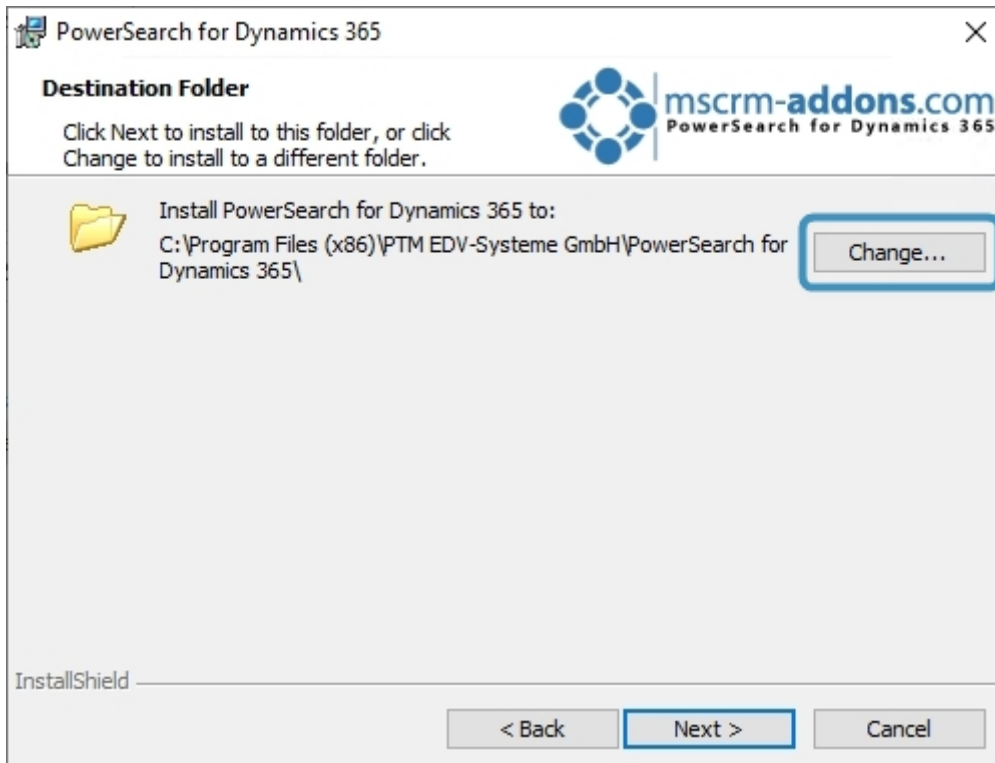 PowerSearch for Dynamics 365
Destination Folder
Click Next to install to this folder, or click
Change to install to a different folder.
mscrm-addons.com
PowerSearch for Dynamics 365
Install PowerSearch for Dynamics 365 to:
C:\Program Files (x86)\PTM EDV-Systeme GmbH\PowerSearch for
Dynamics 365\
Change...
InstallShield
< Back
Next >
Cancel